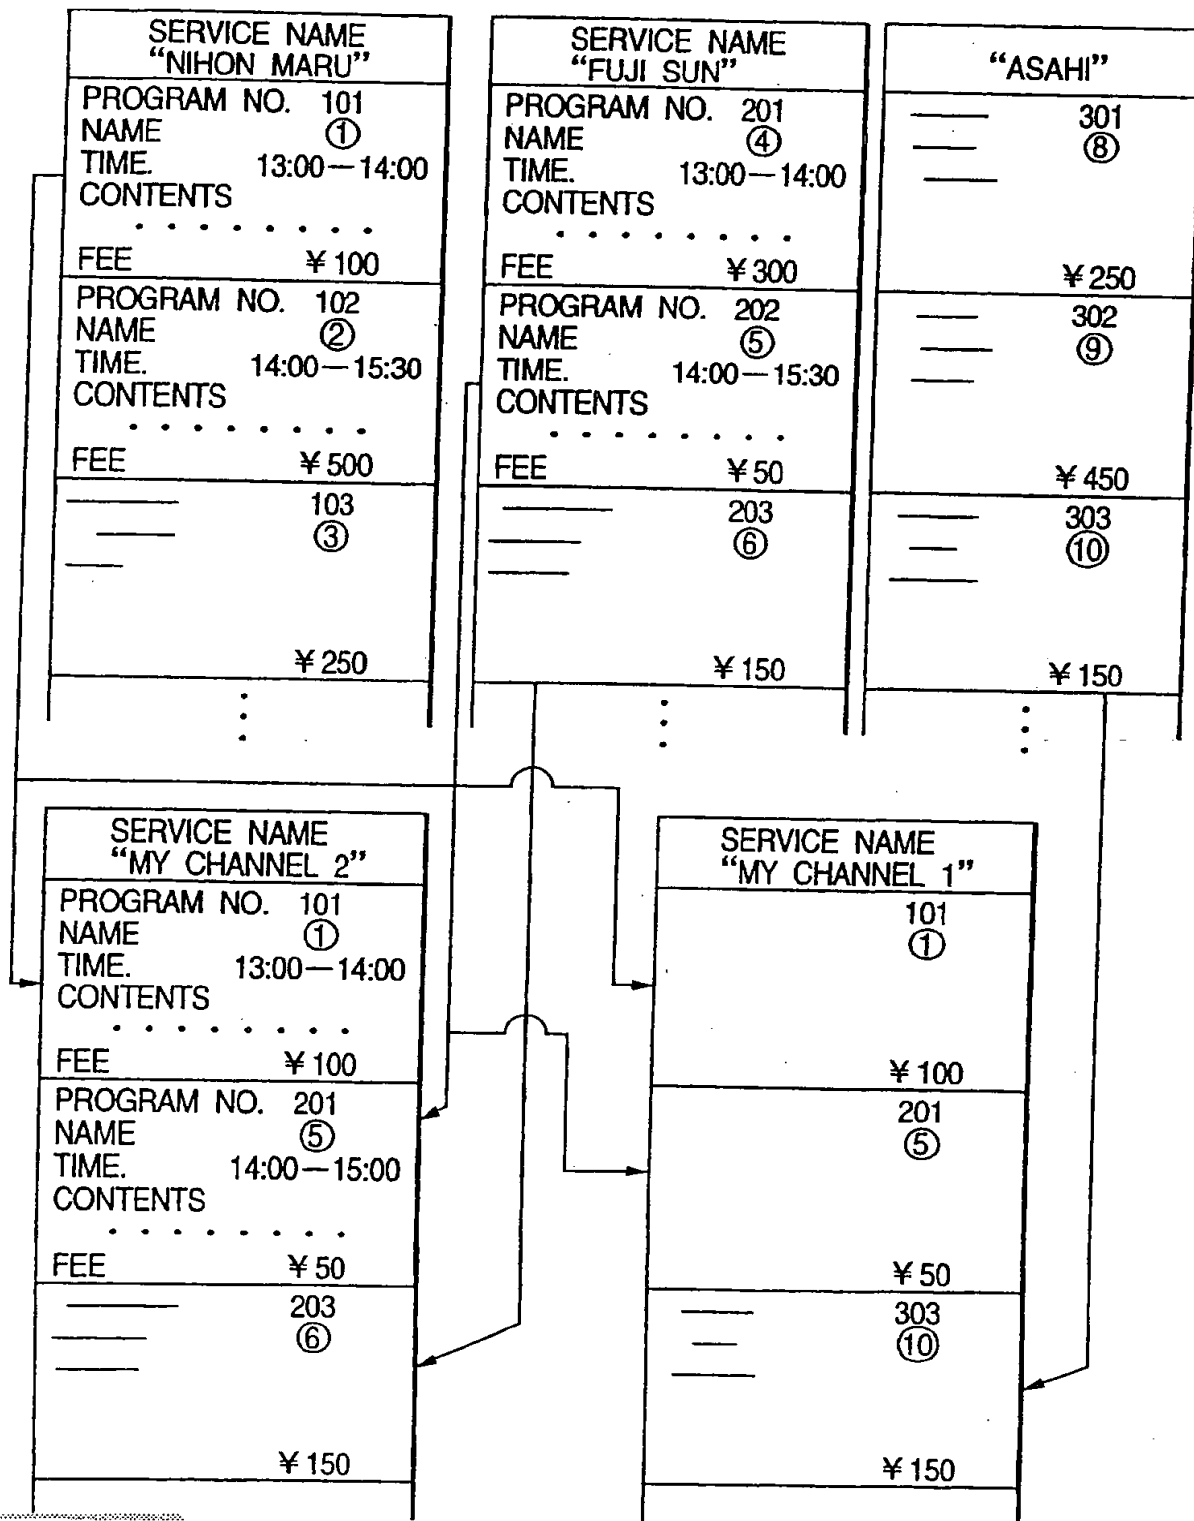 SERVICE NAME
“NIHON MARU”
PROGRAM NO. 101
NAME ①
TIME. 13:00—14:00
CONTENTS
. . . . . . . .
FEE ¥100
PROGRAM NO. 102
NAME ②
TIME. 14:00—15:30
CONTENTS
. . . . . . . .
FEE ¥500
103
③
¥250
SERVICE NAME
“FUJI SUN”
PROGRAM NO. 201
NAME ④
TIME. 13:00—14:00
CONTENTS
. . . . . . . .
FEE ¥300
PROGRAM NO. 202
NAME ⑤
TIME. 14:00—15:30
CONTENTS
. . . . . . . .
FEE ¥50
203
⑥
¥150
“ASAHI”
301
⑧
¥250
302
⑨
¥450
303
⑩
¥150
SERVICE NAME
“MY CHANNEL 2”
PROGRAM NO. 101
NAME ①
TIME. 13:00—14:00
CONTENTS
. . . . . . . .
FEE ¥100
PROGRAM NO. 201
NAME ⑤
TIME. 14:00—15:00
CONTENTS
. . . . . . . .
FEE ¥50
203
⑥
¥150
SERVICE NAME
“MY CHANNEL 1”
101
①
¥100
201
⑤
¥50
303
⑩
¥150